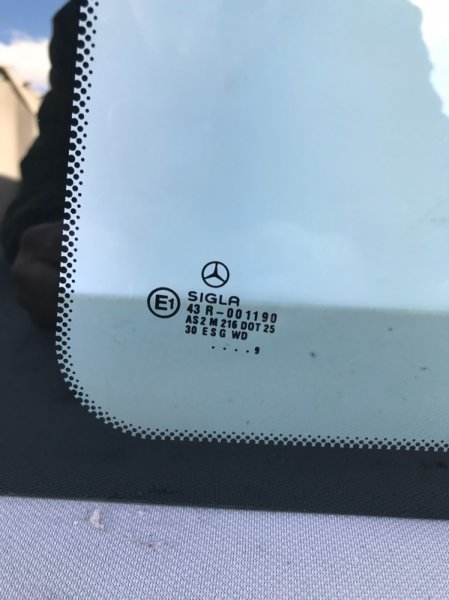 SIGLA
E1
43 R-001190
AS2 M 216 DOT 25
30 E S G WD
.... 9